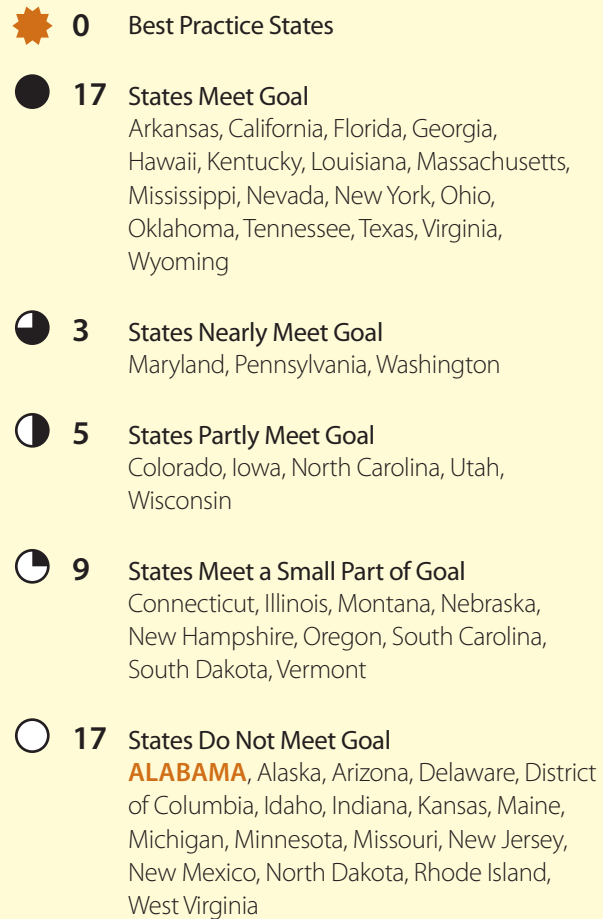 0 Best Practice States
17 States Meet Goal
Arkansas, California, Florida, Georgia,
Hawaii, Kentucky, Louisiana, Massachusetts,
Mississippi, Nevada, New York, Ohio,
Oklahoma, Tennessee, Texas, Virginia,
Wyoming
3 States Nearly Meet Goal
Maryland, Pennsylvania, Washington
5 States Partly Meet Goal
Colorado, Iowa, North Carolina, Utah,
Wisconsin
9 States Meet a Small Part of Goal
Connecticut, Illinois, Montana, Nebraska,
New Hampshire, Oregon, South Carolina,
South Dakota, Vermont
17 States Do Not Meet Goal
ALABAMA, Alaska, Arizona, Delaware, District
of Columbia, Idaho, Indiana, Kansas, Maine,
Michigan, Minnesota, Missouri, New Jersey,
New Mexico, North Dakota, Rhode Island,
West Virginia